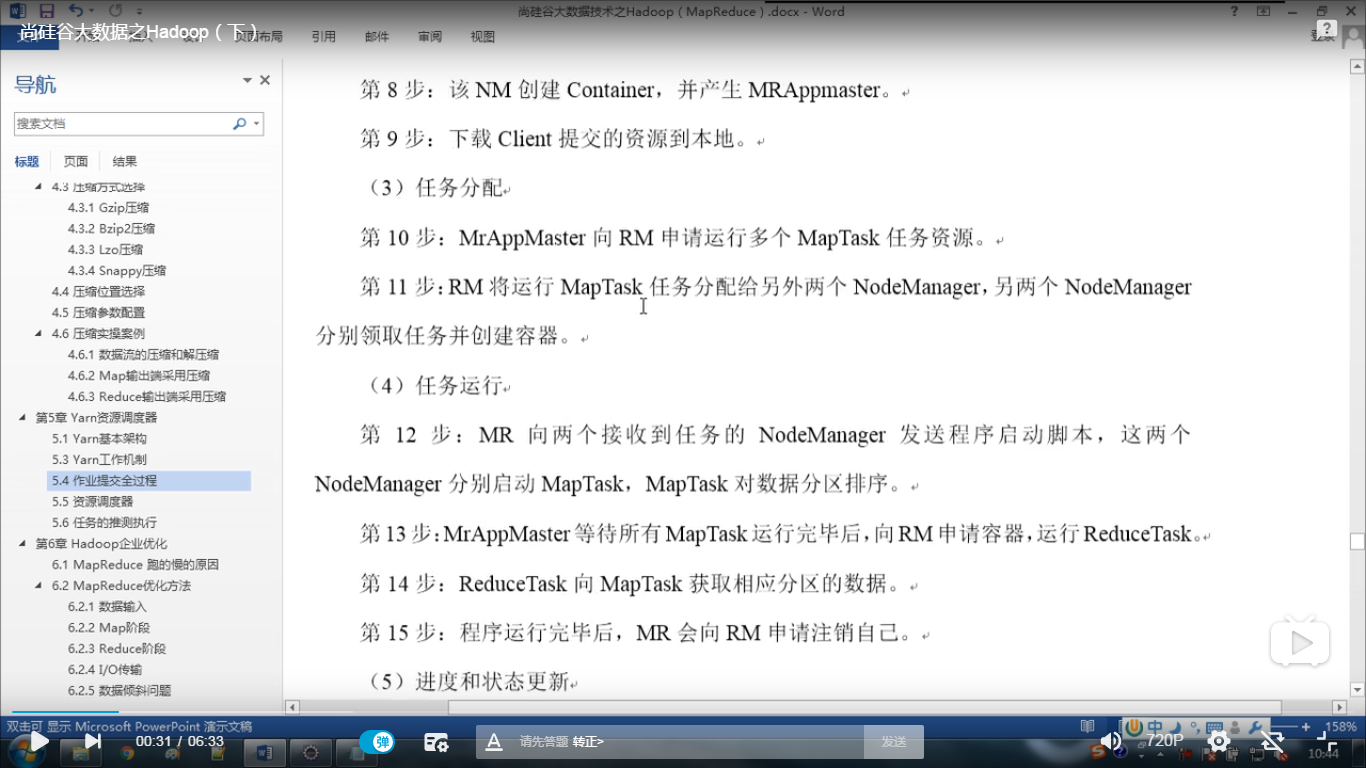 尚硅谷大数据技术之Hadoop（MapReduce）.docx - Word
尚硅谷大数据之Hadoop（下）
页面布局 引用 邮件 审阅 视图
登录
导航
搜索文档
标题 页面 结果
4.3 压缩方式选择
4.3.1 Gzip压缩
4.3.2 Bzip2压缩
4.3.3 Lzo压缩
4.3.4 Snappy压缩
4.4 压缩位置选择
4.5 压缩参数配置
4.6 压缩实操案例
4.6.1 数据流的压缩和解压缩
4.6.2 Map输出端采用压缩
4.6.3 Reduce输出端采用压缩
第5章 Yarn资源调度器
5.1 Yarn基本架构
5.3 Yarn工作机制
5.4 作业提交全过程
5.5 资源调度器
5.6 任务的推测执行
第6章 Hadoop企业优化
6.1 MapReduce 跑的慢的原因
6.2 MapReduce优化方法
6.2.1 数据输入
6.2.2 Map阶段
6.2.3 Reduce阶段
6.2.4 I/O传输
6.2.5 数据倾斜问题
第 8 步：该 NM 创建 Container，并产生 MRAppmaster。
第 9 步：下载 Client 提交的资源到本地。
（3）任务分配
第 10 步：MrAppMaster 向 RM 申请运行多个 MapTask 任务资源。
第 11 步：RM 将运行 MapTask 任务分配给另外两个 NodeManager，另两个 NodeManager
分别领取任务并创建容器。
（4）任务运行
第 12 步：MR 向两个接收到任务的 NodeManager 发送程序启动脚本，这两个
NodeManager 分别启动 MapTask，MapTask 对数据分区排序。
第 13 步：MrAppMaster 等待所有 MapTask 运行完毕后，向 RM 申请容器，运行 ReduceTask。
第 14 步：ReduceTask 向 MapTask 获取相应分区的数据。
第 15 步：程序运行完毕后，MR 会向 RM 申请注销自己。
（5）进度和状态更新
双击可 显示 Microsoft PowerPoint 演示文稿
158%
00:31 / 06:33
弹
请先答题 转正>
发送
720P
10:44